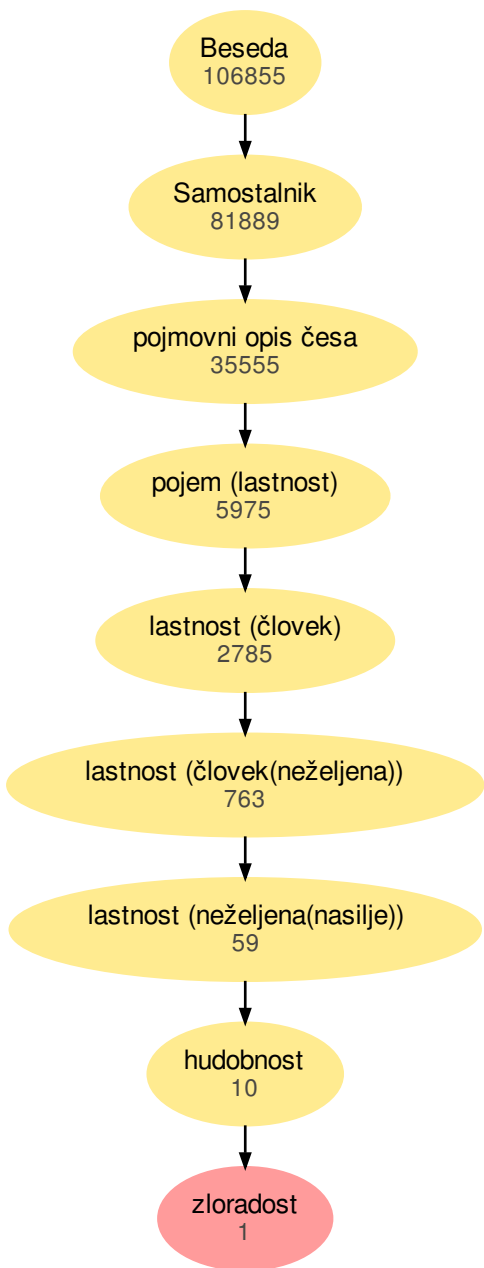 Beseda
106855
Samostalnik
81889
pojmovni opis česa
35555
pojem (lastnost)
5975
lastnost (človek)
2785
lastnost (človek(neželjena))
763
lastnost (neželjena(nasilje))
59
hudobnost
10
zloradost
1